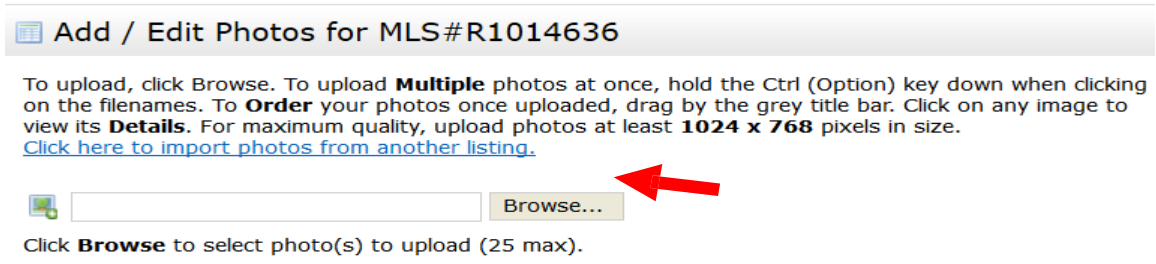 Add / Edit Photos for MLS#R1014636
To upload, click Browse. To upload Multiple photos at once, hold the Ctrl (Option) key down when clicking
on the filenames. To Order your photos once uploaded, drag by the grey title bar. Click on any image to
view its Details. For maximum quality, upload photos at least 1024 x 768 pixels in size.
Click here to import photos from another listing.
Browse...
Click Browse to select photo(s) to upload (25 max).